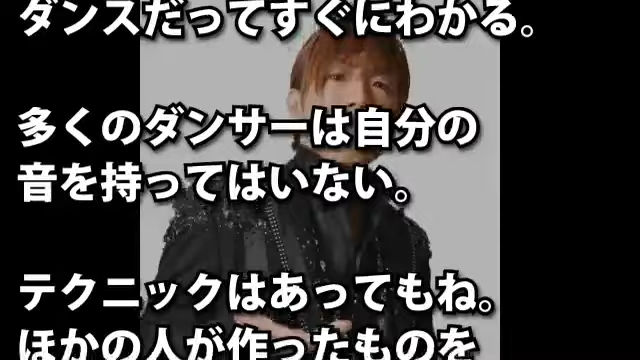 ダンスだってすぐにわかる。
多くのダンサーは自分の
音を持ってはいない。
テクニックはあってもね。
ほかの人が作ったものを